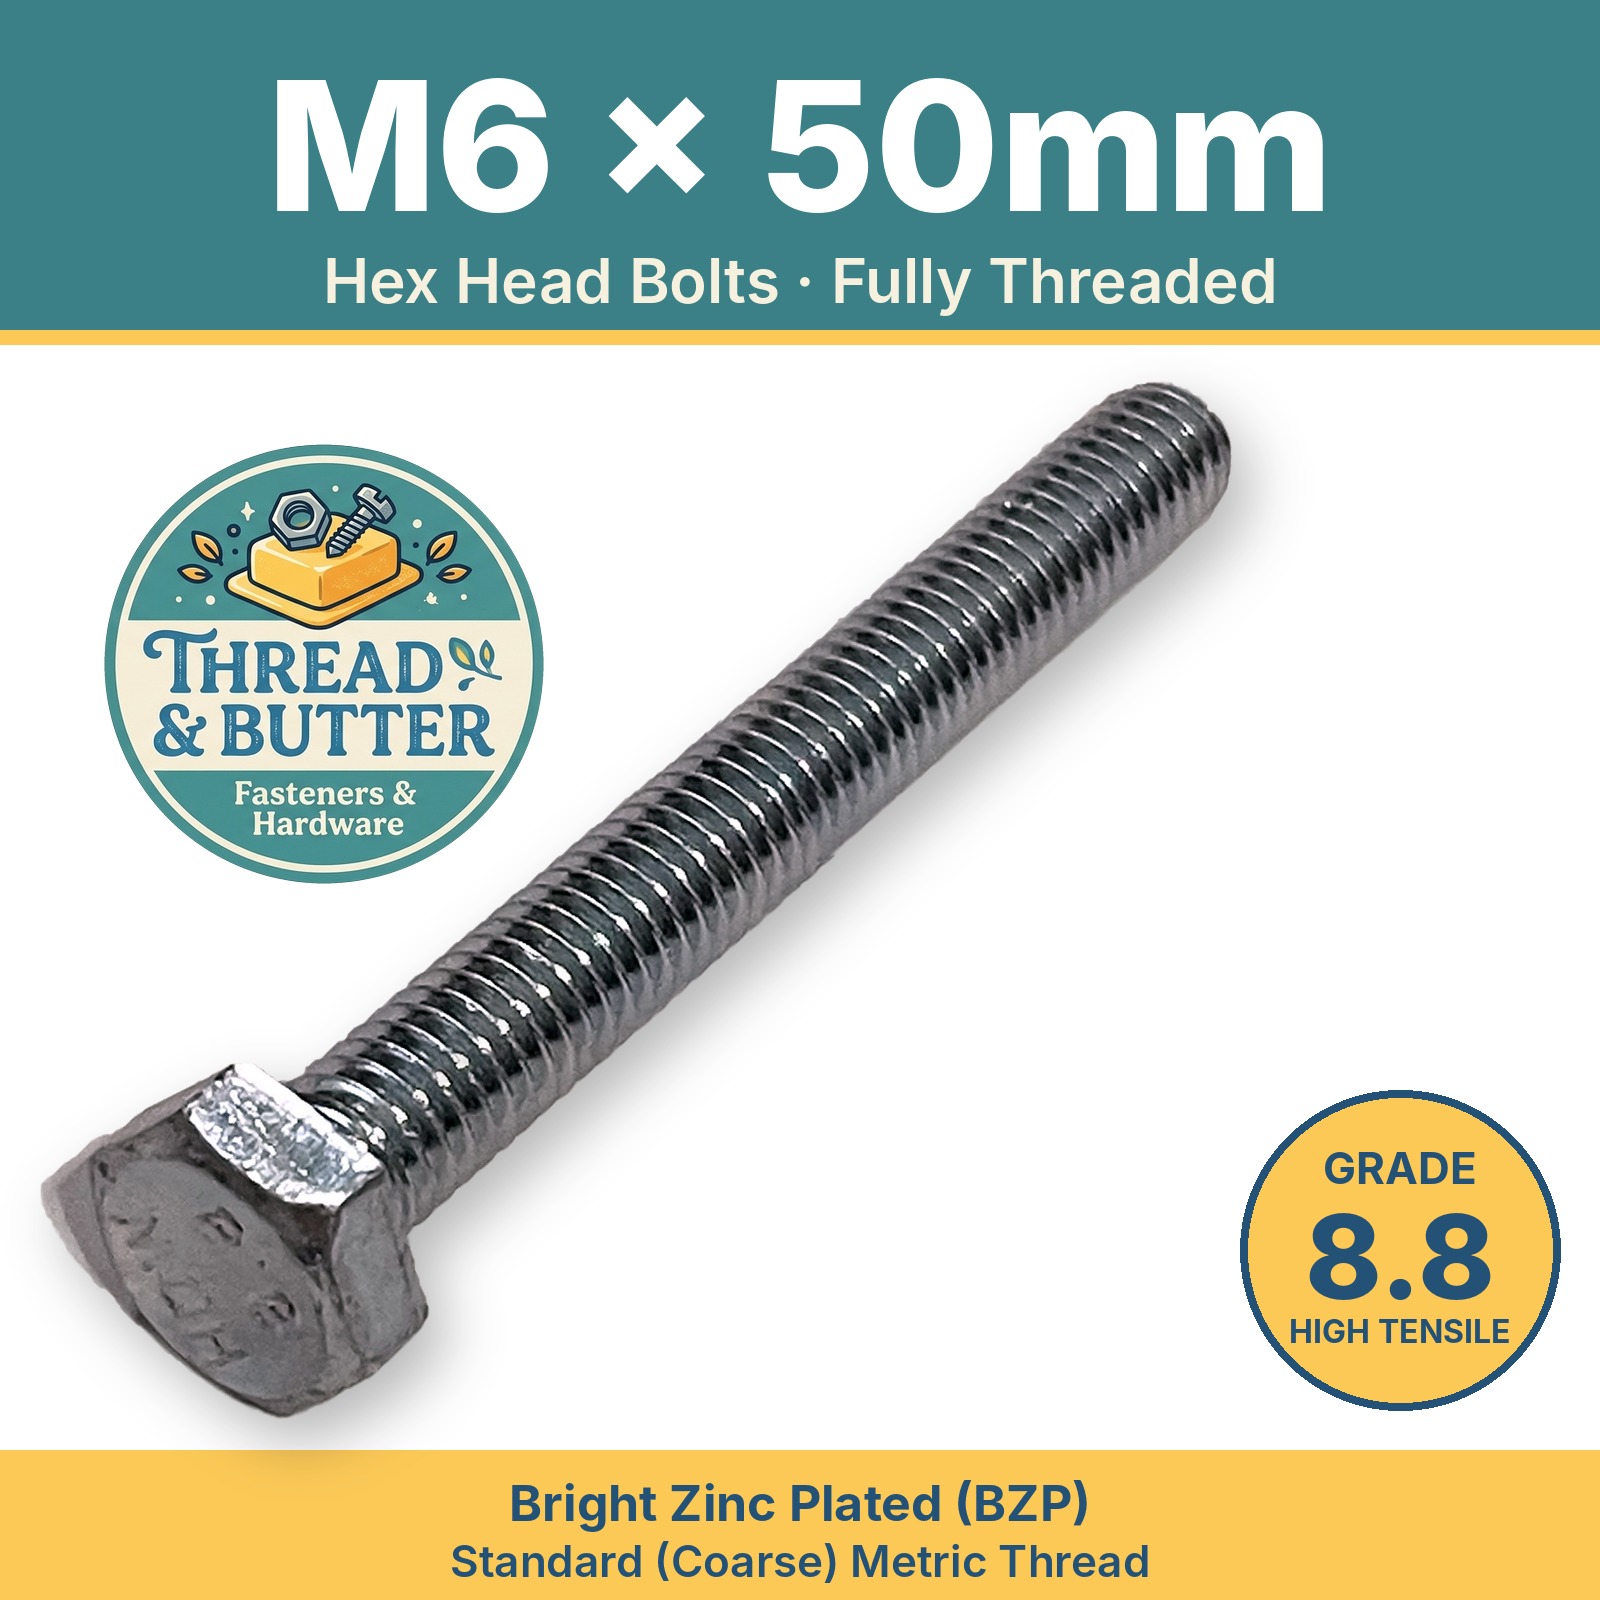 M6 × 50mm
Hex Head Bolts · Fully Threaded
THREAD
& BUTTER
Fasteners &
Hardware
GRADE
8.8
HIGH TENSILE
Bright Zinc Plated (BZP)
Standard (Coarse) Metric Thread